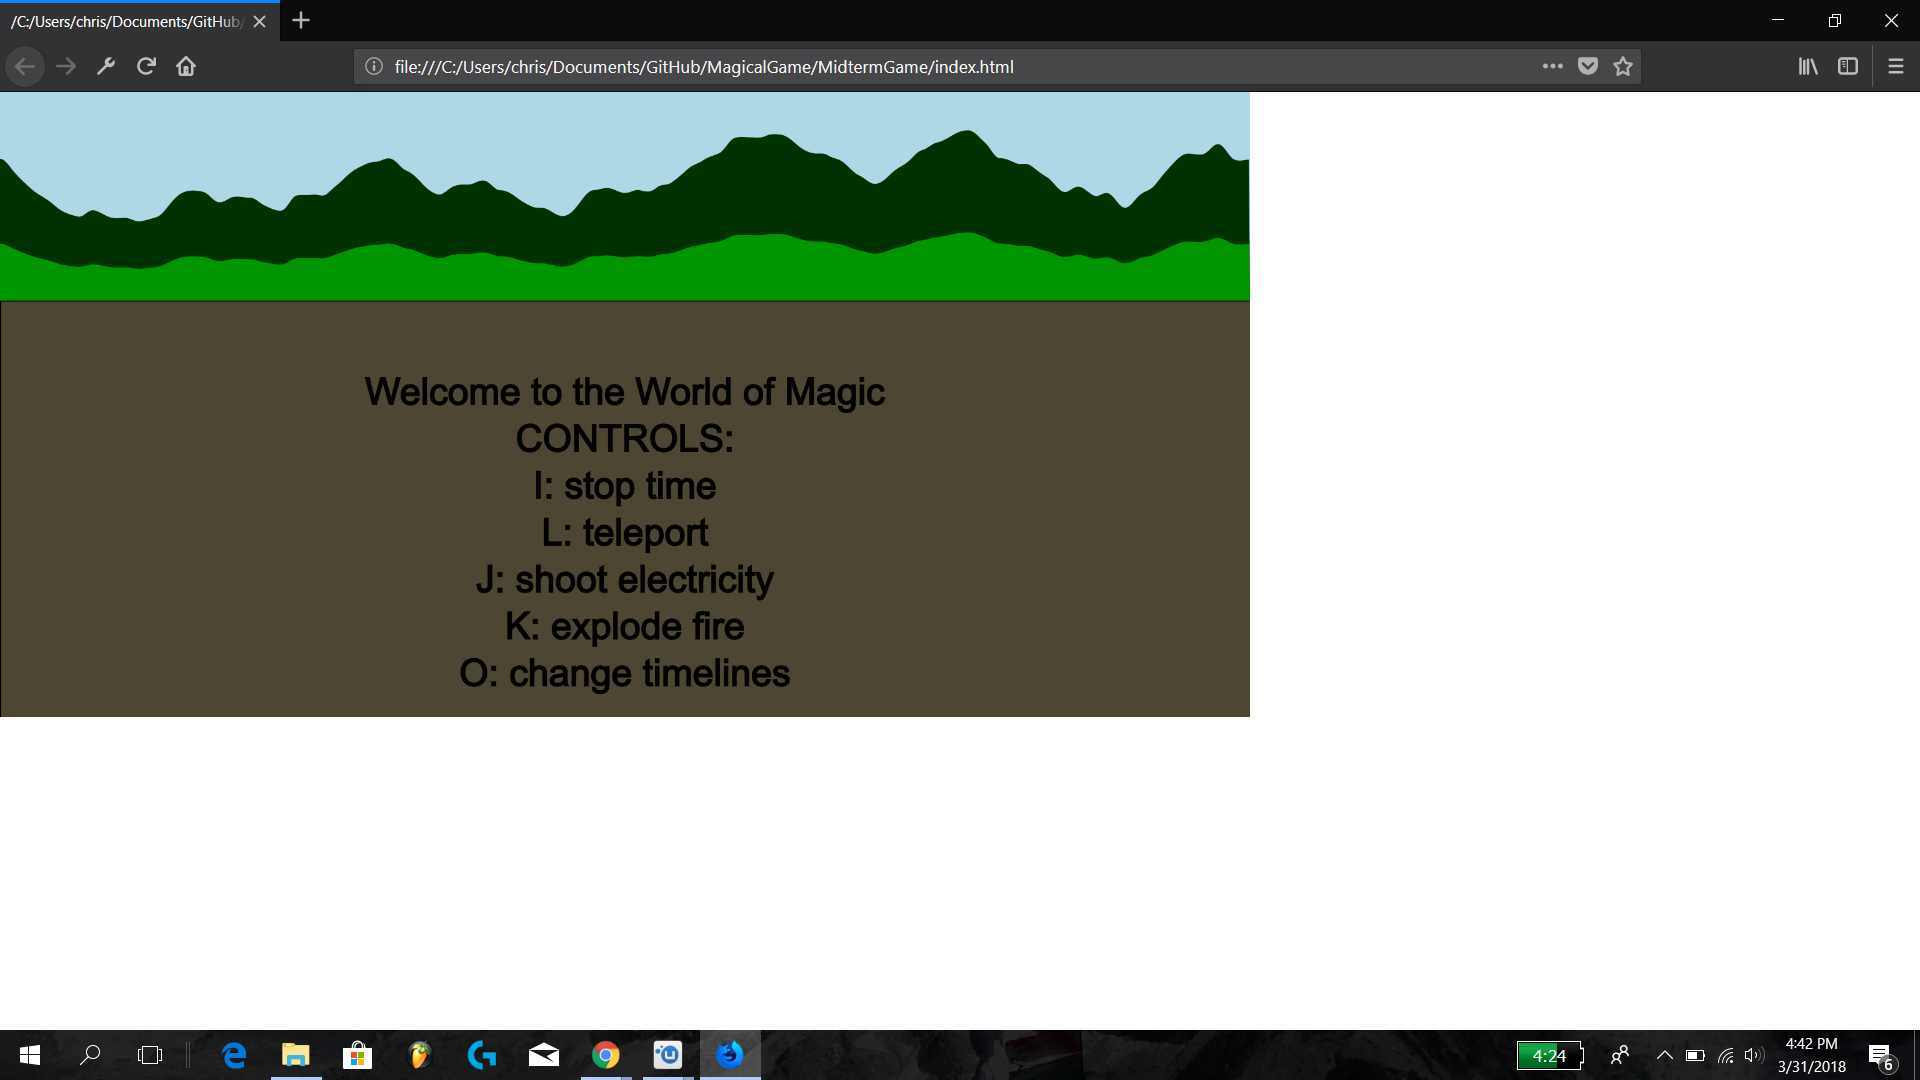 /C:/Users/chris/Documents/GitHub/
file:///C:/Users/chris/Documents/GitHub/MagicalGame/MidtermGame/index.html
Welcome to the World of Magic
CONTROLS:
I: stop time
L: teleport
J: shoot electricity
K: explode fire
O: change timelines
4:24
4:42 PM
3/31/2018
6